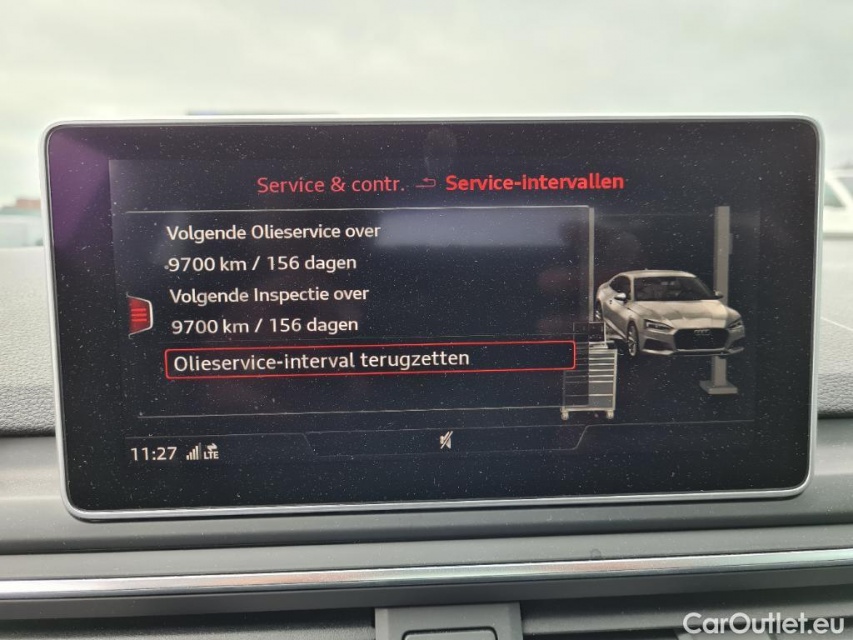 Service & contr. Service-intervallen
Volgende Olieservice over
9700 km / 156 dagen
Volgende Inspectie over
9700 km / 156 dagen
Olieservice-interval terugzetten
11:27 LTE
CarOutlet.eu